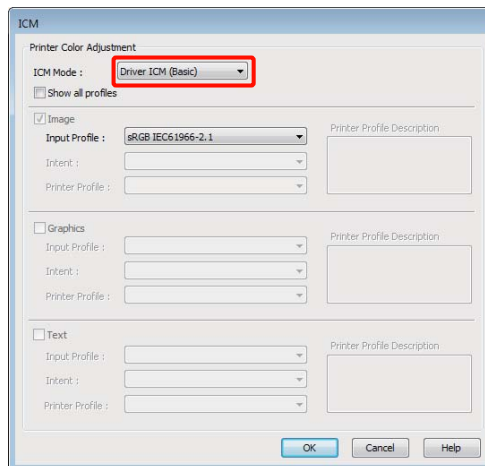 ICM
Printer Color Adjustment
ICM Mode :
Driver ICM (Basic)
Show all profiles
Image
Printer Profile Description
Input Profile :
sRGB IEC61966-2.1
Intent :
Printer Profile :
Graphics
Printer Profile Description
Input Profile :
Intent :
Printer Profile :
Text
Printer Profile Description
Input Profile :
Intent :
Printer Profile :
OK Cancel Help